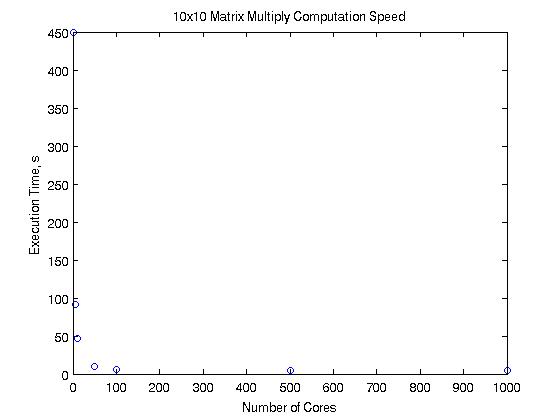 10x10 Matrix Multiply Computation Speed
450
400
350
300
250
200
150
100
50
0
Execution Time, s
0 100 200 300 400 500 600 700 800 900 1000
Number of Cores